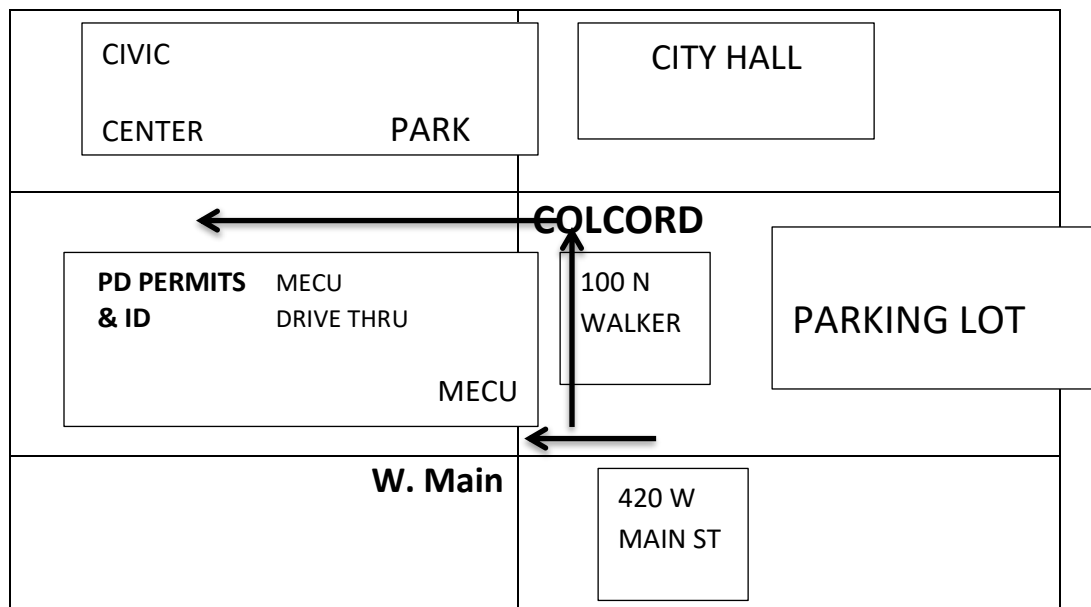 CIVIC
CENTER PARK
CITY HALL
COLCORD
PD PERMITS
& ID
MECU
DRIVE THRU
MECU
100 N
WALKER
PARKING LOT
W. Main
420 W
MAIN ST